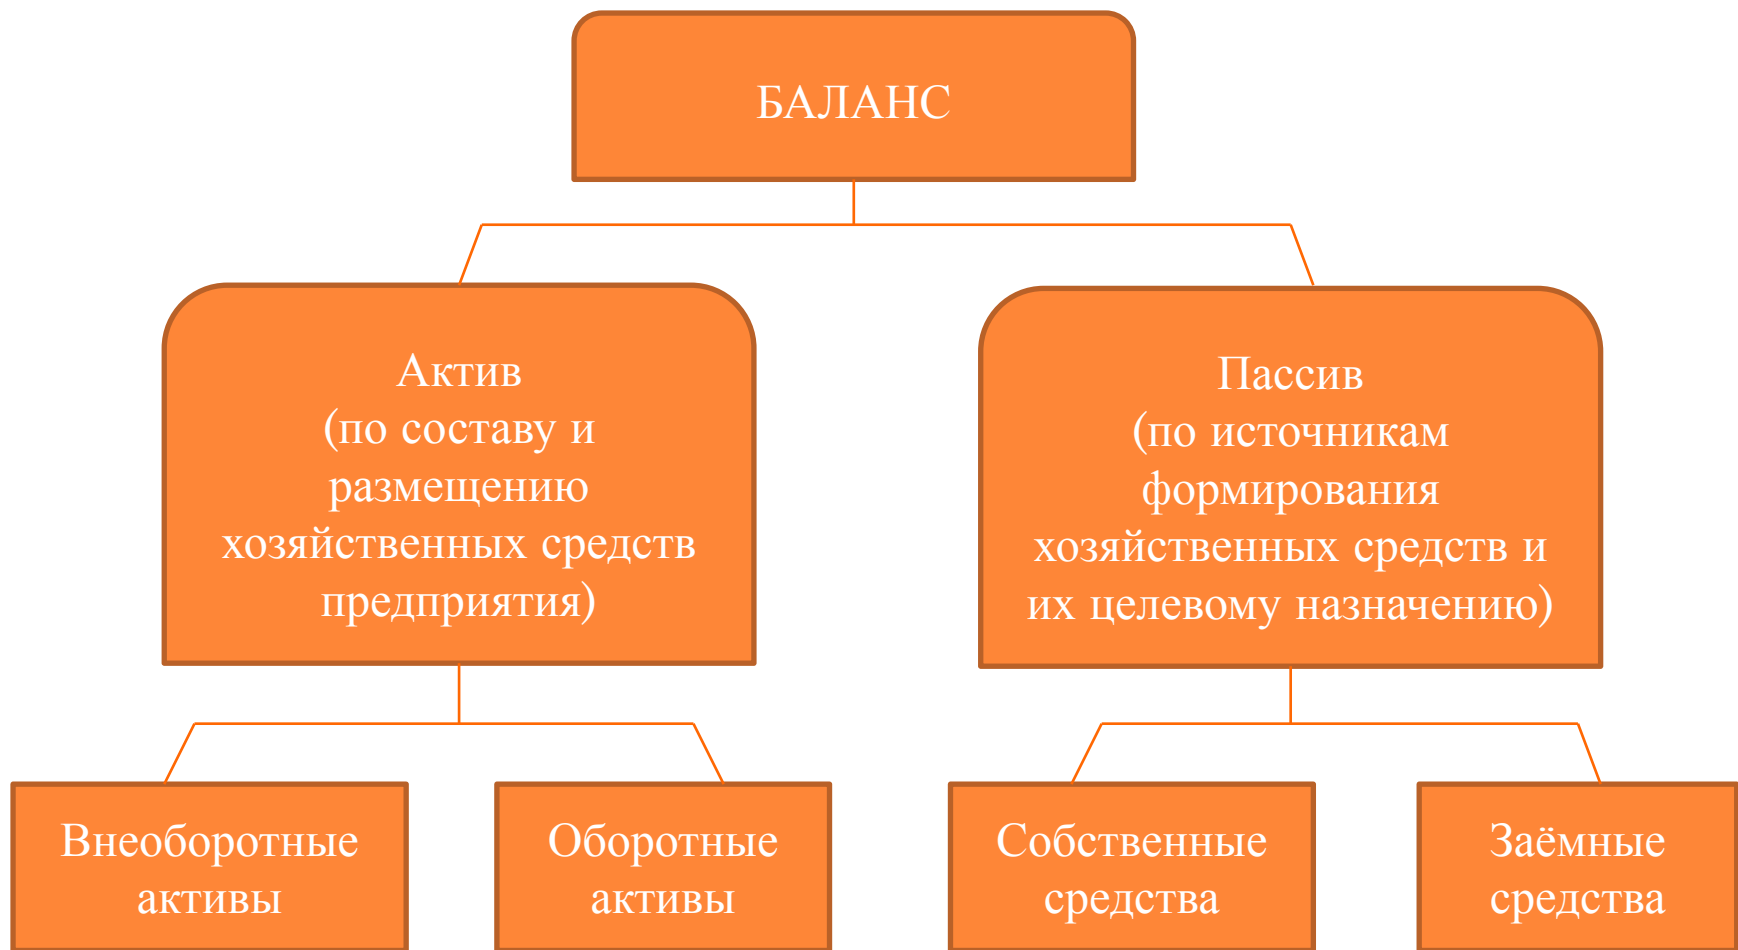 БАЛАНС
Актив
(по составу и
размещению
хозяйственных средств
предприятия)
Пассив
(по источникам
формирования
хозяйственных средств и
их целевому назначению)
Внеоборотные
активы
Оборотные
активы
Собственные
средства
Заёмные
средства